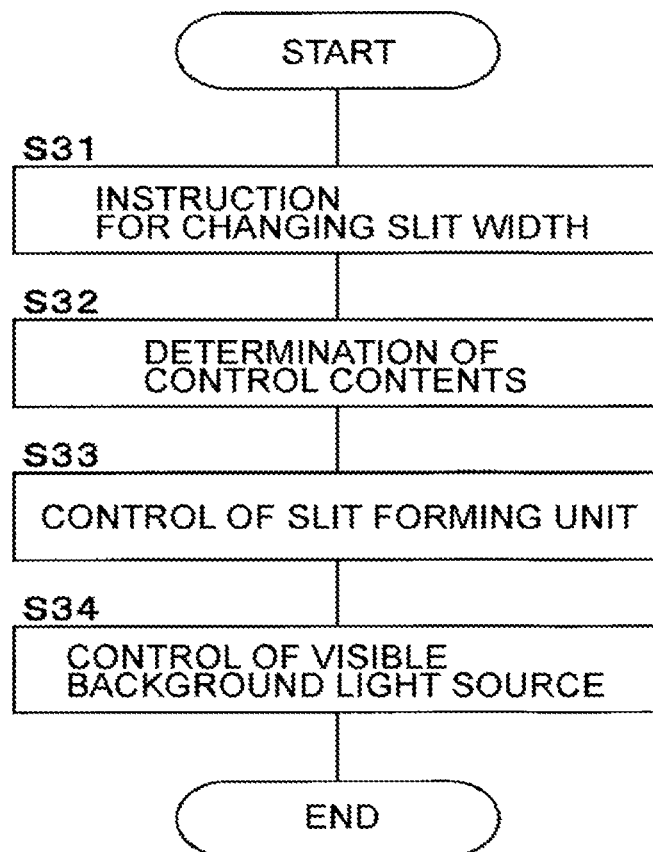 START
S31
INSTRUCTION
FOR CHANGING SLIT WIDTH
S32
DETERMINATION OF
CONTROL CONTENTS
S33
CONTROL OF SLIT FORMING UNIT
S34
CONTROL OF VISIBLE
BACKGROUND LIGHT SOURCE
END